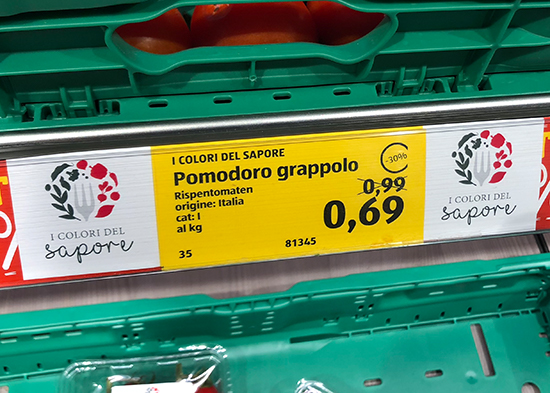 I COLORI DEL
sapore
I COLORI DEL SAPORE
Pomodoro grappolo
Rispentomaten
origine: Italia
cat: I
al kg
35
81345
-30%
0,99
0,69
I COLORI DEL
sapore
%